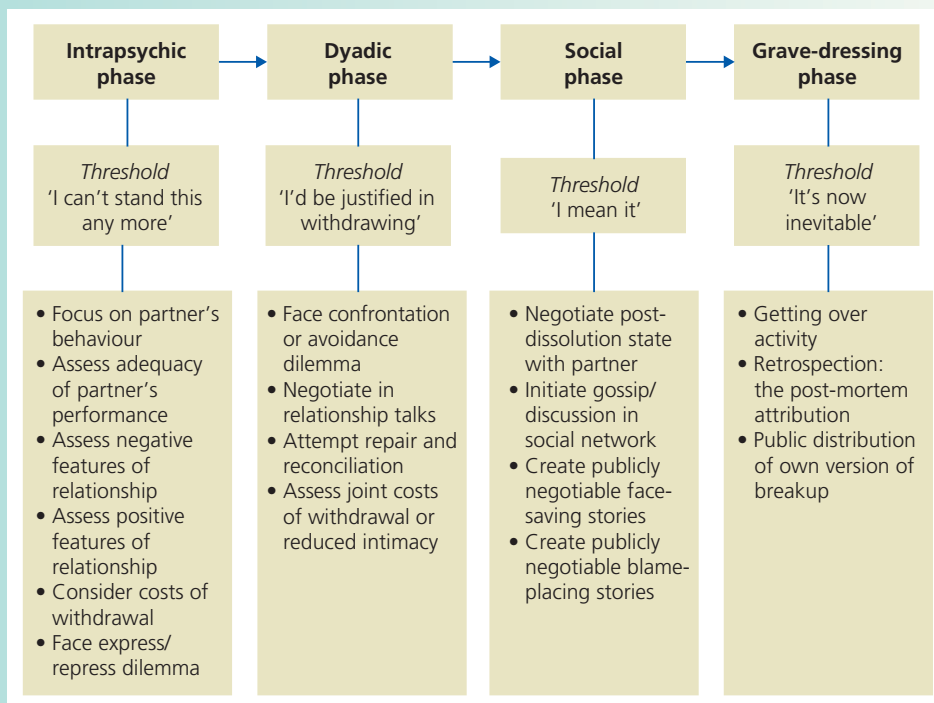 Intrapsychic
phase
Dyadic
phase
Social
phase
Grave-dressing
phase
Threshold
'I can't stand this
any more'
Threshold
'I'd be justified in
withdrawing'
Threshold
'I mean it'
Threshold
'It's now
inevitable'
• Focus on partner's
behaviour
• Assess adequacy
of partner's
performance
• Assess negative
features of
relationship
• Assess positive
features of
relationship
• Consider costs of
withdrawal
• Face express/
repress dilemma
• Face confrontation
or avoidance
dilemma
• Negotiate in
relationship talks
• Attempt repair and
reconciliation
• Assess joint costs
of withdrawal or
reduced intimacy
• Negotiate post-
dissolution state
with partner
• Initiate gossip/
discussion in
social network
• Create publicly
negotiable face-
saving stories
• Create publicly
negotiable blame-
placing stories
• Getting over
activity
• Retrospection:
the post-mortem
attribution
• Public distribution
of own version of
breakup